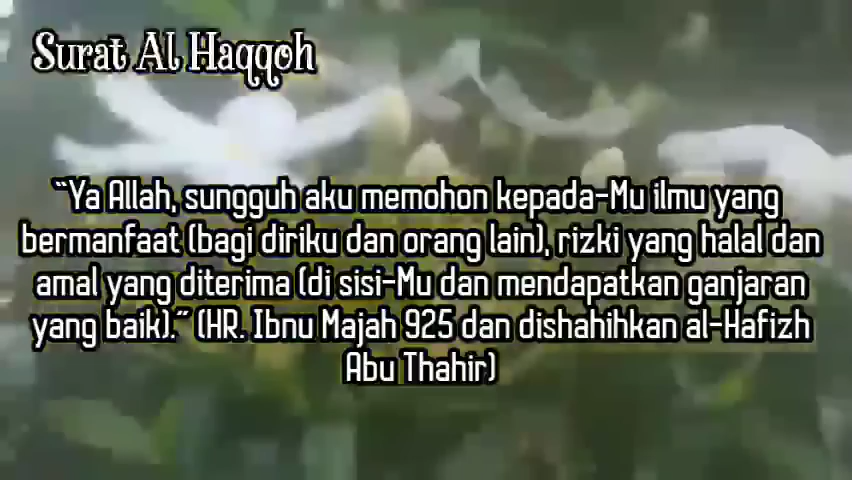 Surat Al Haqqoh
“Ya Allah, sungguh aku memohon kepada-Mu ilmu yang
bermanfaat (bagi diriku dan orang lain), rizki yang halal dan
amal yang diterima (di sisi-Mu dan mendapatkan ganjaran
yang baik).” (HR. Ibnu Majah 925 dan dishahihkan al-Hafizh
Abu Thahir)